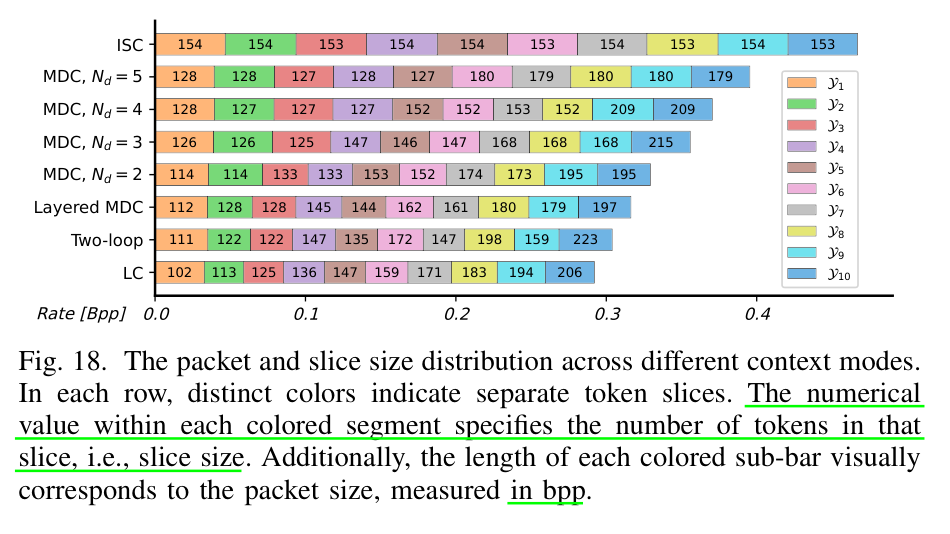 ISC 154 154 153 154 154 153 154 153 154 153
MDC, N_d = 5 128 128 127 128 127 180 179 180 180 179
MDC, N_d = 4 128 127 127 127 152 152 153 152 209 209
MDC, N_d = 3 126 126 125 147 146 147 168 168 168 215
MDC, N_d = 2 114 114 133 133 153 152 174 173 195 195
Layered MDC 112 128 128 145 144 162 161 180 179 197
Two-loop 111 122 122 147 135 172 147 198 159 223
LC 102 113 125 136 147 159 171 183 194 206
𝒴1
𝒴2
𝒴3
𝒴4
𝒴5
𝒴6
𝒴7
𝒴8
𝒴9
𝒴10
Rate [Bpp] 0.0 0.1 0.2 0.3 0.4
Fig. 18. The packet and slice size distribution across different context modes.
In each row, distinct colors indicate separate token slices. The numerical
value within each colored segment specifies the number of tokens in that
slice, i.e., slice size. Additionally, the length of each colored sub-bar visually
corresponds to the packet size, measured in bpp.